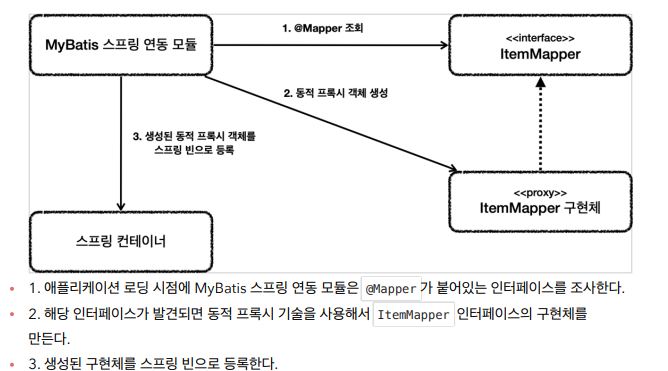 1. @Mapper 조회
MyBatis 스프링 연동 모듈
<<interface>>
ItemMapper
2. 동적 프록시 객체 생성
3. 생성된 동적 프록시 객체를
스프링 빈으로 등록
<<proxy>>
ItemMapper 구현체
스프링 컨테이너
• 1. 애플리케이션 로딩 시점에 MyBatis 스프링 연동 모듈은 @Mapper 가 붙어있는 인터페이스를 조사한다.
• 2. 해당 인터페이스가 발견되면 동적 프록시 기술을 사용해서 ItemMapper 인터페이스의 구현체를
만든다.
• 3. 생성된 구현체를 스프링 빈으로 등록한다.